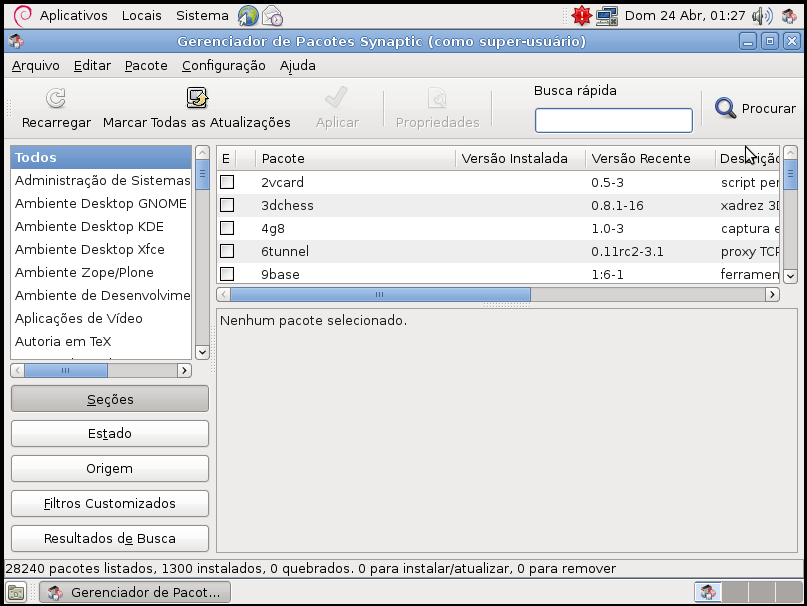 Aplicativos Locais Sistema Dom 24 Abr, 01:27
Gerenciador de Pacotes Synaptic (como super-usuário)
Arquivo Editar Pacote Configuração Ajuda
Busca rápida
Recarregar Marcar Todas as Atualizações Aplicar Propriedades Procurar
Todos
Administração de Sistemas
Ambiente Desktop GNOME
Ambiente Desktop KDE
Ambiente Desktop Xfce
Ambiente Zope/Plone
Ambiente de Desenvolvime
Aplicações de Vídeo
Autoria em TeX
Seções
Estado
Origem
Filtros Customizados
Resultados de Busca
E Pacote Versão Instalada Versão Recente Descrição
2vcard 0.5-3 script per
3dchess 0.8.1-16 xadrez 3D
4g8 1.0-3 captura e
6tunnel 0.11rc2-3.1 proxy TCP
9base 1:6-1 ferramen
Nenhum pacote selecionado.
28240 pacotes listados, 1300 instalados, 0 quebrados. 0 para instalar/atualizar, 0 para remover
Gerenciador de Pacot...